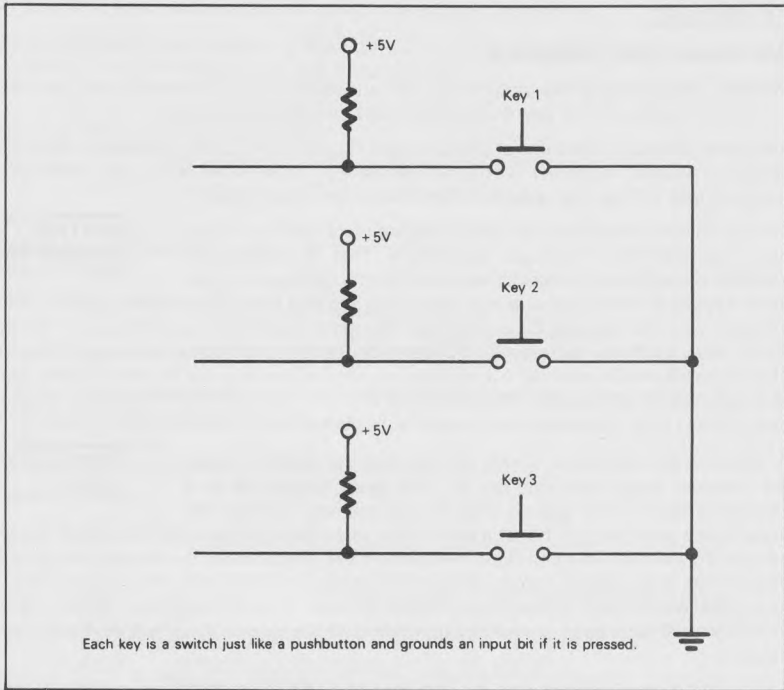 +5V
Key 1
+5V
Key 2
+5V
Key 3
Each key is a switch just like a pushbutton and grounds an input bit if it is pressed.